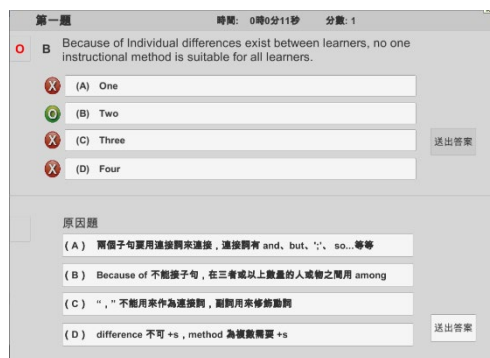 第一題 時間: 0時0分11秒 分數: 1
O B Because of Individual differences exist between learners, no one
instructional method is suitable for all learners.
X (A) One
O (B) Two
X (C) Three
送出答案
X (D) Four
原因題
( A ) 兩個子句要用連接詞來連接，連接詞有 and、but、';'、 so...等等
( B ) Because of 不能接子句，在三者或以上數量的人或物之間用 among
( C ) “ , ” 不能用來作為連接詞，副詞用來修飾動詞
( D ) difference 不可 +s，method 為複數需要 +s
送出答案